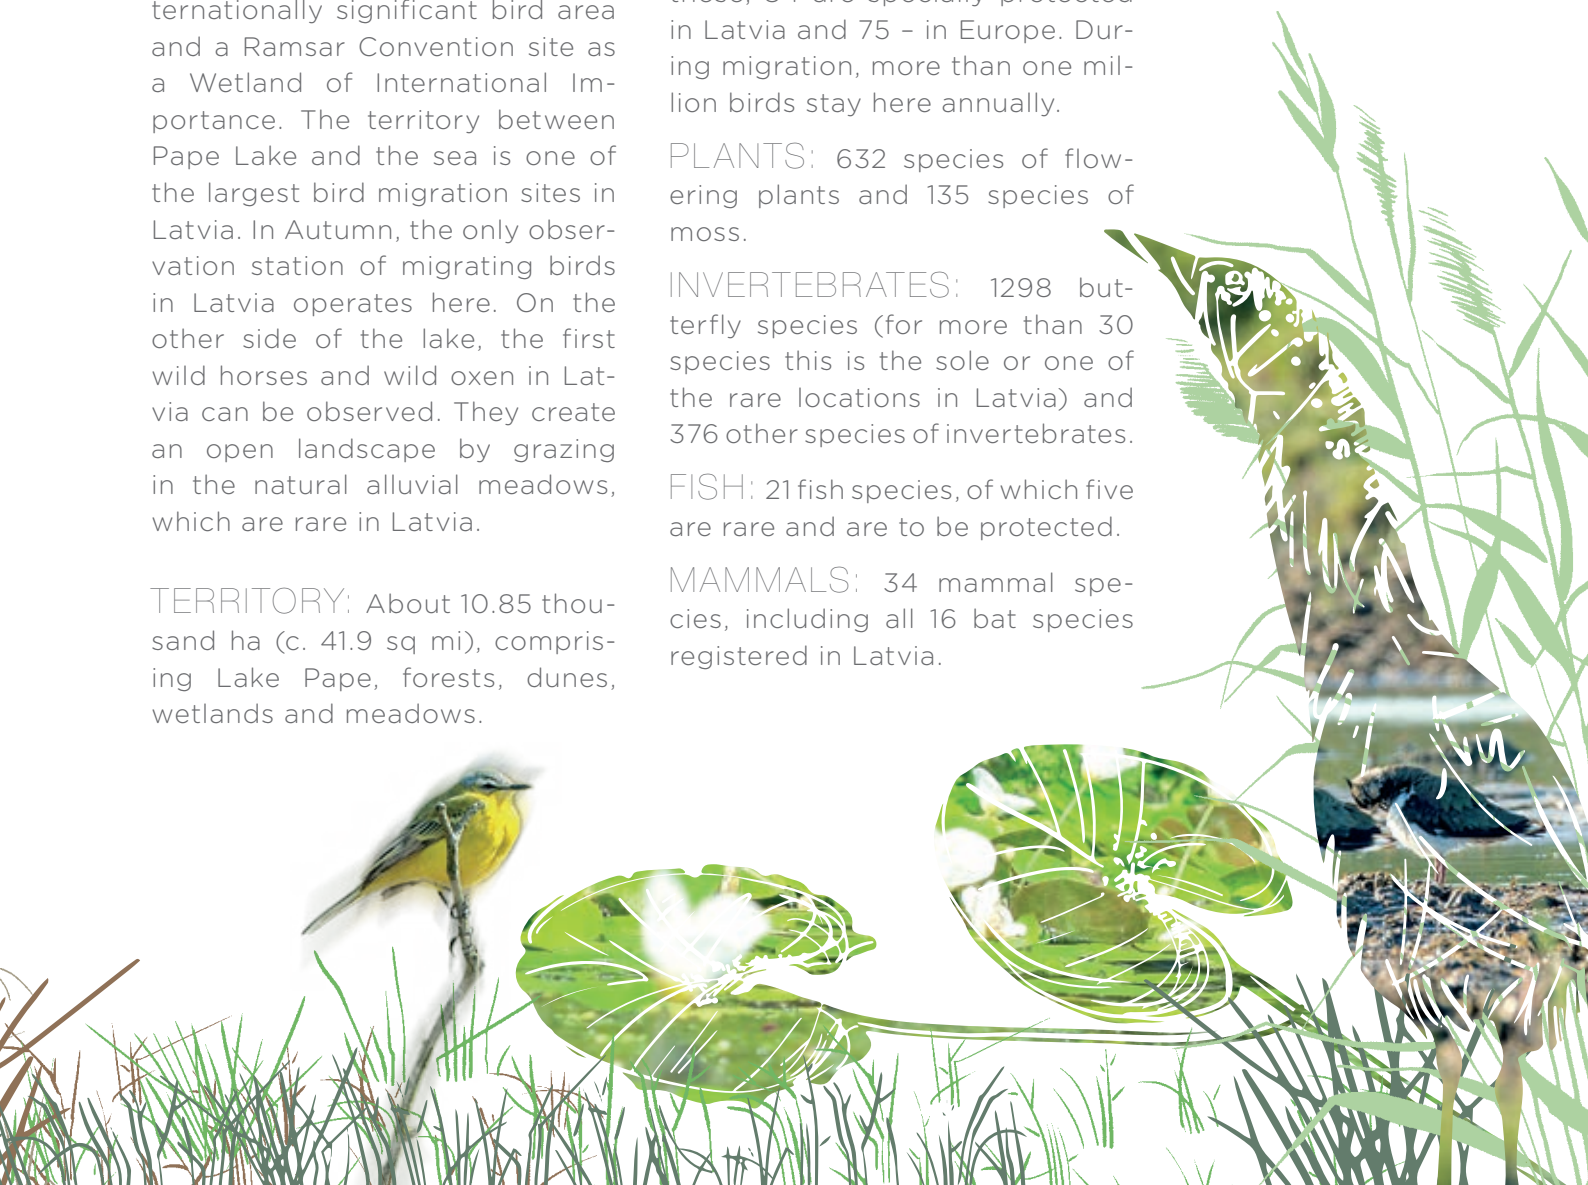 ternationally significant bird area
and a Ramsar Convention site as
a Wetland of International Im-
portance. The territory between
Pape Lake and the sea is one of
the largest bird migration sites in
Latvia. In Autumn, the only obser-
vation station of migrating birds
in Latvia operates here. On the
other side of the lake, the first
wild horses and wild oxen in Lat-
via can be observed. They create
an open landscape by grazing
in the natural alluvial meadows,
which are rare in Latvia.
TERRITORY: About 10.85 thou-
sand ha (c. 41.9 sq mi), compris-
ing Lake Pape, forests, dunes,
wetlands and meadows.
are specially protected
in Latvia and 75 – in Europe. Dur-
ing migration, more than one mil-
lion birds stay here annually.
PLANTS: 632 species of flow-
ering plants and 135 species of
moss.
INVERTEBRATES: 1298 but-
terfly species (for more than 30
species this is the sole or one of
the rare locations in Latvia) and
376 other species of invertebrates.
FISH: 21 fish species, of which five
are rare and are to be protected.
MAMMALS: 34 mammal spe-
cies, including all 16 bat species
registered in Latvia.